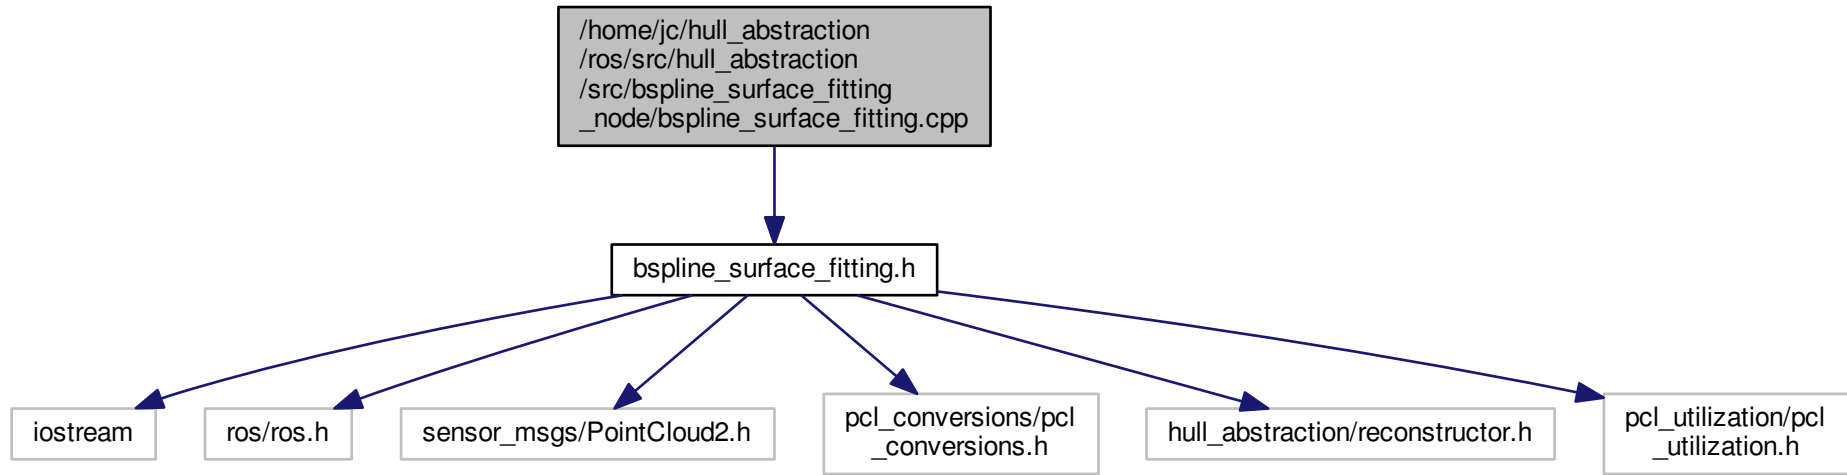 /home/jc/hull_abstraction
/ros/src/hull_abstraction
/src/bspline_surface_fitting
_node/bspline_surface_fitting.cpp
bspline_surface_fitting.h
iostream
ros/ros.h
sensor_msgs/PointCloud2.h
pcl_conversions/pcl
_conversions.h
hull_abstraction/reconstructor.h
pcl_utilization/pcl
_utilization.h